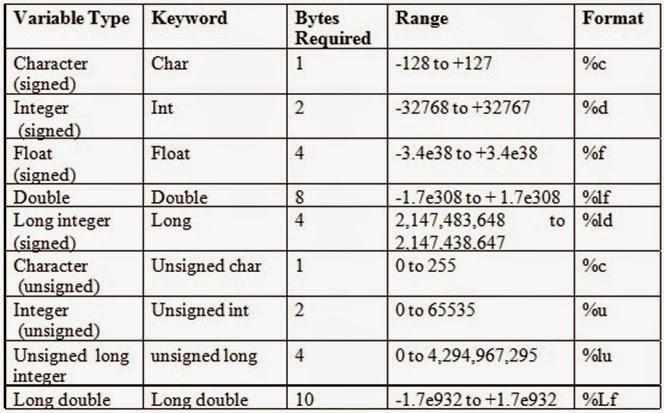 Variable Type Keyword Bytes Required Range Format
Character (signed) Char 1 -128 to +127 %c
Integer (signed) Int 2 -32768 to +32767 %d
Float (signed) Float 4 -3.4e38 to +3.4e38 %f
Double Double 8 -1.7e308 to + 1.7e308 %lf
Long integer (signed) Long 4 2,147,483,648 to 2,147,438,647 %ld
Character (unsigned) Unsigned char 1 0 to 255 %c
Integer (unsigned) Unsigned int 2 0 to 65535 %u
Unsigned long integer unsigned long 4 0 to 4,294,967,295 %lu
Long double Long double 10 -1.7e932 to +1.7e932 %Lf